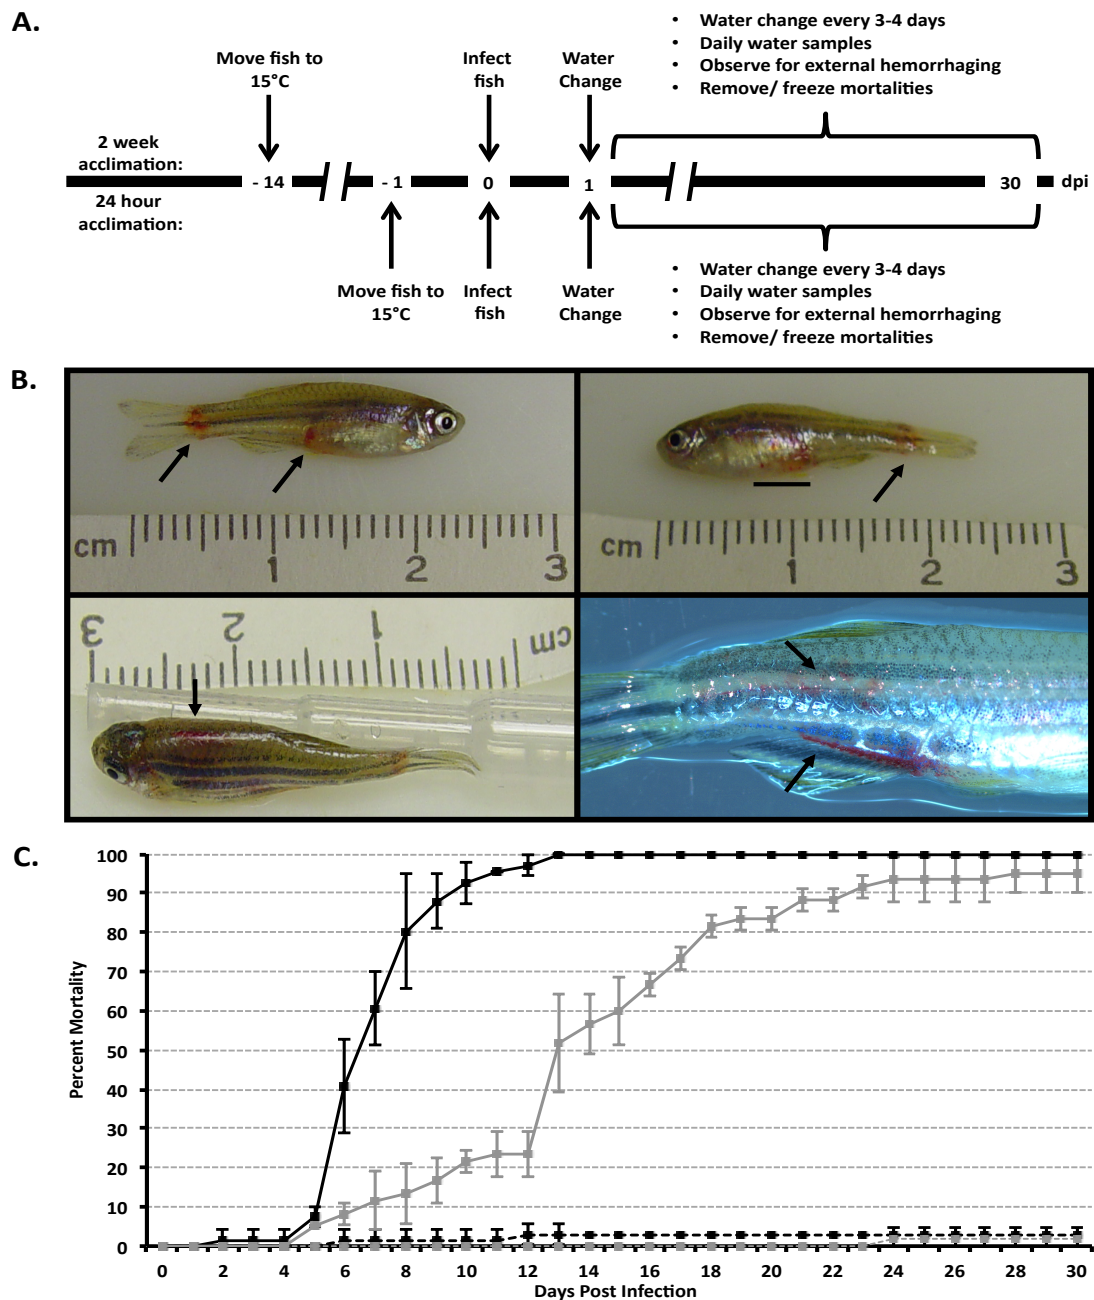 A.
• Water change every 3-4 days
• Daily water samples
• Observe for external hemorrhaging
• Remove/ freeze mortalities
Move fish to
15°C
Infect
fish
Water
Change
2 week
acclimation:
- 14
- 1
0
1
30
dpi
24 hour
acclimation:
Move fish to
15°C
Infect
fish
Water
Change
• Water change every 3-4 days
• Daily water samples
• Observe for external hemorrhaging
• Remove/ freeze mortalities
B.
cm 1 2 3
cm 1 2 3
3 2 1 cm
C.
100
90
80
70
60
50
40
30
20
10
0
Percent Mortality
0 2 4 6 8 10 12 14 16 18 20 22 24 26 28 30
Days Post Infection